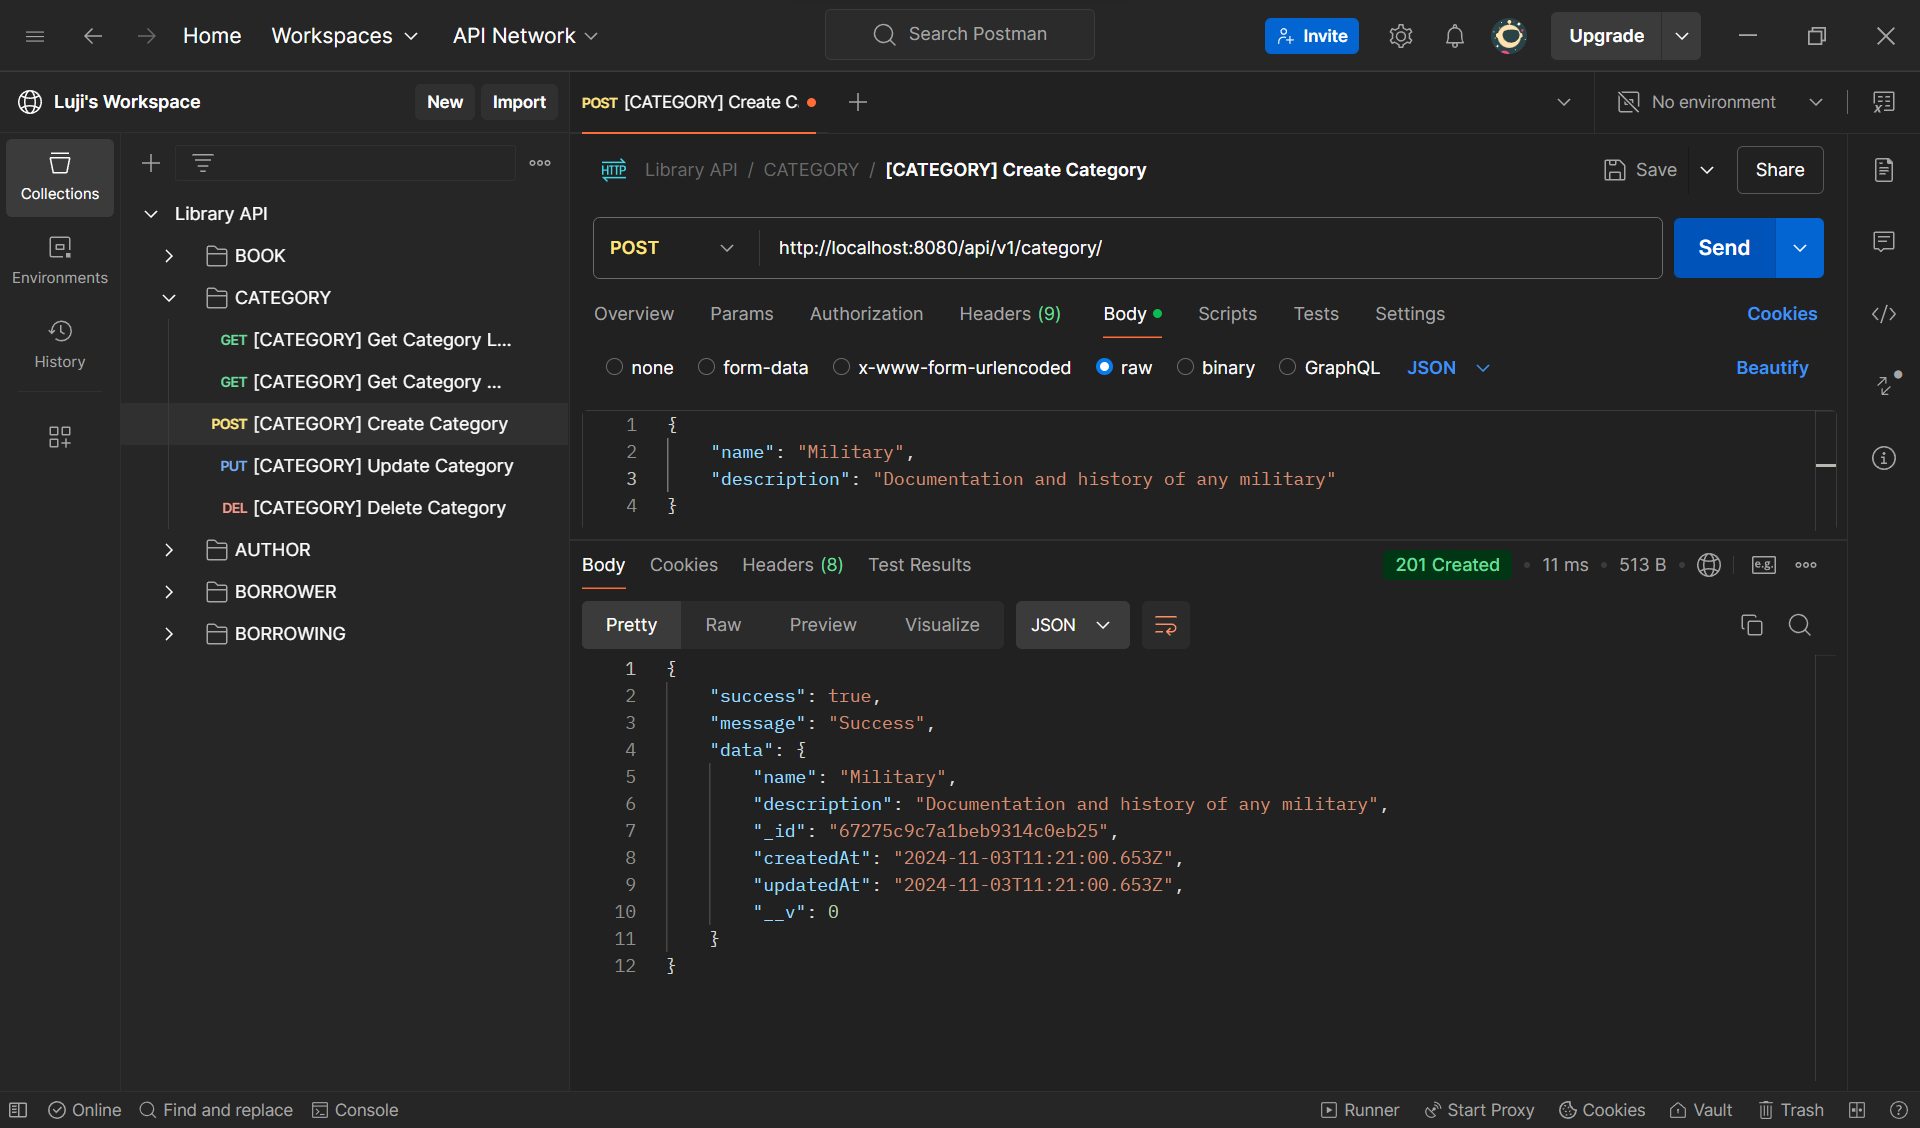 Home Workspaces API Network Search Postman Invite Upgrade
Luji's Workspace New Import
POST [CATEGORY] Create C No environment
Collections
Environments
History
Library API
BOOK
CATEGORY
GET [CATEGORY] Get Category L...
GET [CATEGORY] Get Category ...
POST [CATEGORY] Create Category
PUT [CATEGORY] Update Category
DEL [CATEGORY] Delete Category
AUTHOR
BORROWER
BORROWING
HTTP Library API / CATEGORY / [CATEGORY] Create Category Save Share
POST http://localhost:8080/api/v1/category/ Send
Overview Params Authorization Headers (9) Body Scripts Tests Settings Cookies
none form-data x-www-form-urlencoded raw binary GraphQL JSON Beautify
1 {
2 "name": "Military",
3 "description": "Documentation and history of any military"
4 }
Body Cookies Headers (8) Test Results 201 Created 11 ms 513 B e.g.
Pretty Raw Preview Visualize JSON
1 {
2 "success": true,
3 "message": "Success",
4 "data": {
5 "name": "Military",
6 "description": "Documentation and history of any military",
7 "_id": "67275c9c7a1beb9314c0eb25",
8 "createdAt": "2024-11-03T11:21:00.653Z",
9 "updatedAt": "2024-11-03T11:21:00.653Z",
10 "__v": 0
11 }
12 }
Online Find and replace Console Runner Start Proxy Cookies Vault Trash